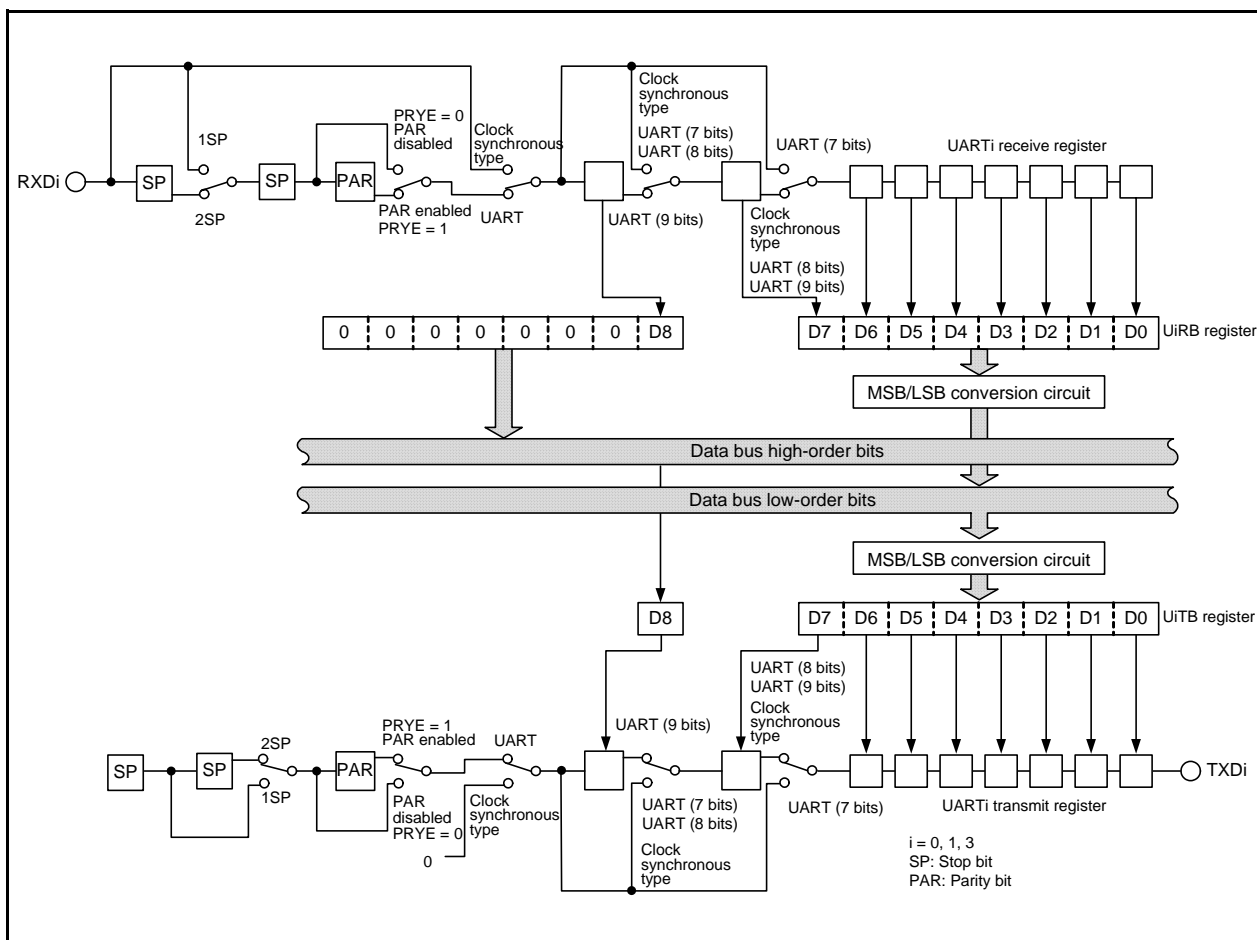 Clock
synchronous
type
PRYE = 0
PAR
disabled
Clock
synchronous
type
1SP
UART (7 bits)
UART (8 bits)
UART (7 bits)
UARTi receive register
RXDi
SP
SP
PAR
2SP
PAR enabled
PRYE = 1
UART
UART (9 bits)
Clock
synchronous
type
UART (8 bits)
UART (9 bits)
0 0 0 0 0 0 0 D8
D7 D6 D5 D4 D3 D2 D1 D0
UiRB register
MSB/LSB conversion circuit
Data bus high-order bits
Data bus low-order bits
MSB/LSB conversion circuit
D8
D7 D6 D5 D4 D3 D2 D1 D0
UiTB register
UART (8 bits)
UART (9 bits)
Clock
synchronous
type
PRYE = 1
PAR enabled
UART
UART (9 bits)
2SP
SP
SP
PAR
TXDi
1SP
PAR
disabled
PRYE = 0
Clock
synchronous
type
0
UART (7 bits)
UART (8 bits)
Clock
synchronous
type
UART (7 bits)
UARTi transmit register
i = 0, 1, 3
SP: Stop bit
PAR: Parity bit